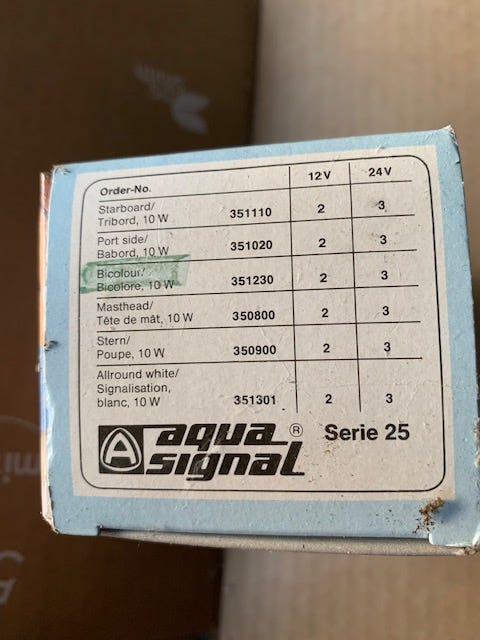 Order-No. 12 V 24 V
Starboard/
Tribord, 10 W 351110 2 3
Port side/
Babord, 10 W 351020 2 3
Bicolour/
Bicolore, 10 W 351230 2 3
Masthead/
Tête de mât, 10 W 350800 2 3
Stern/
Poupe, 10 W 350900 2 3
Allround white/
Signalisation,
blanc, 10 W 351301 2 3
A aqua ® Serie 25
signal